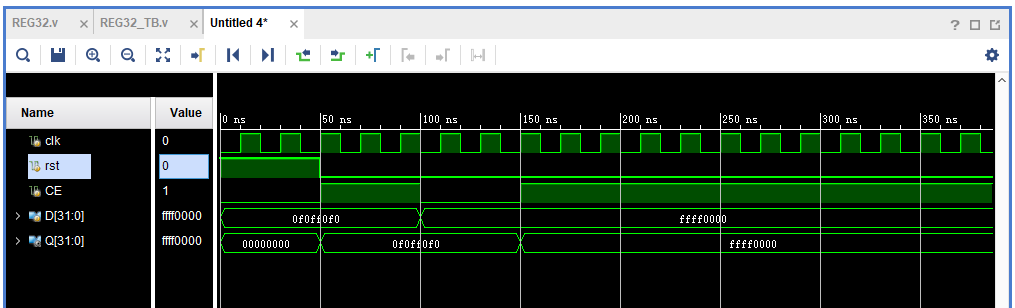 REG32.v × REG32_TB.v × Untitled 4* ×
?
Name Value
0 ns 50 ns 100 ns 150 ns 200 ns 250 ns 300 ns 350 ns
clk 0
rst 0
CE 1
D[31:0] ffff0000 0f0ff0f0 ffff0000
Q[31:0] ffff0000 00000000 0f0ff0f0 ffff0000